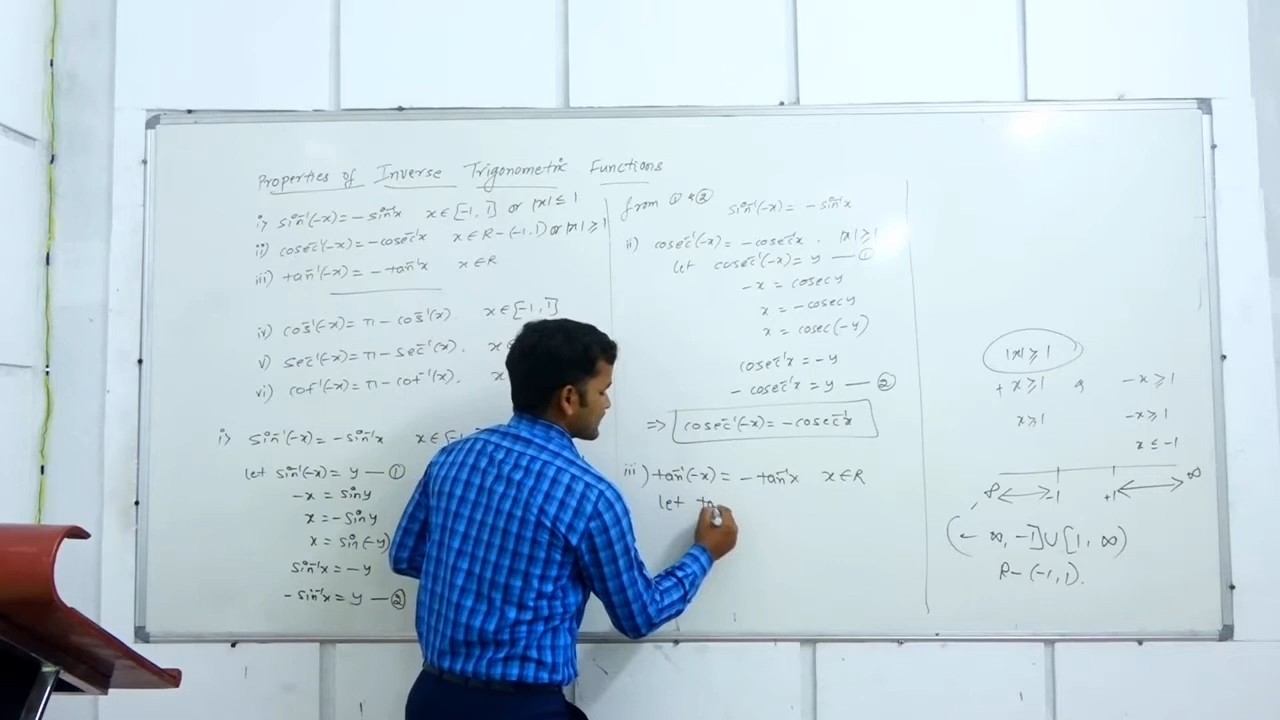 Properties of Inverse Trigonometric Functions
i> sin⁻¹(-x) = -sin⁻¹x x ∈ [-1, 1] or |x| ≤ 1
ii) cosec⁻¹(-x) = -cosec⁻¹x x ∈ R - (-1, 1) or |x| ≥ 1
iii) tan⁻¹(-x) = -tan⁻¹x x ∈ R
iv) cos⁻¹(-x) = π - cos⁻¹(x). x ∈ [-1, 1]
v) sec⁻¹(-x) = π - sec⁻¹(x). x
vi) cot⁻¹(-x) = π - cot⁻¹(x). x
i> sin⁻¹(-x) = -sin⁻¹x x ∈ [-1
let sin⁻¹(-x) = y — ①
-x = sin y
x = -sin y
x = sin(-y)
sin⁻¹x = -y
-sin⁻¹x = y — ②
from ① & ② sin⁻¹(-x) = -sin⁻¹x
ii) cosec⁻¹(-x) = -cosec⁻¹x. |x| ≥ 1
let cosec⁻¹(-x) = y — ①
-x = cosec y
x = -cosec y
x = cosec(-y)
cosec⁻¹x = -y
-cosec⁻¹x = y — ②
⇒ cosec⁻¹(-x) = -cosec⁻¹x
iii) tan⁻¹(-x) = -tan⁻¹x x ∈ R
let
|x| ≥ 1
+x ≥ 1 & -x ≥ 1
x ≥ 1 -x ≥ 1
x ≤ -1
-1 +1 ∞
(-∞, -1] ∪ [1, ∞)
R - (-1, 1).